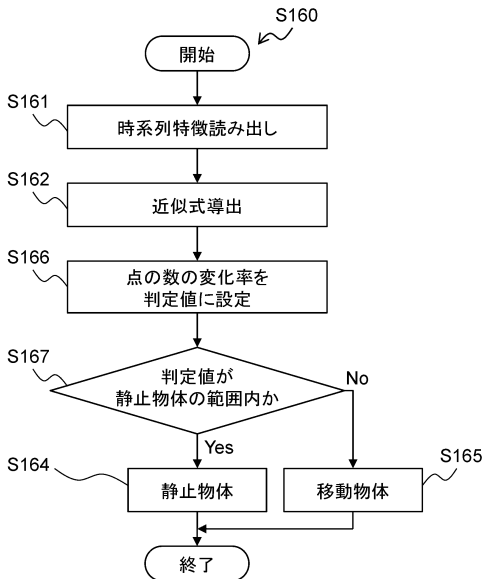 S160
開始
S161
時系列特徴読み出し
S162
近似式導出
S166
点の数の変化率を
判定値に設定
S167
判定値が
静止物体の範囲内か
No
Yes
S164
静止物体
移動物体
S165
終了